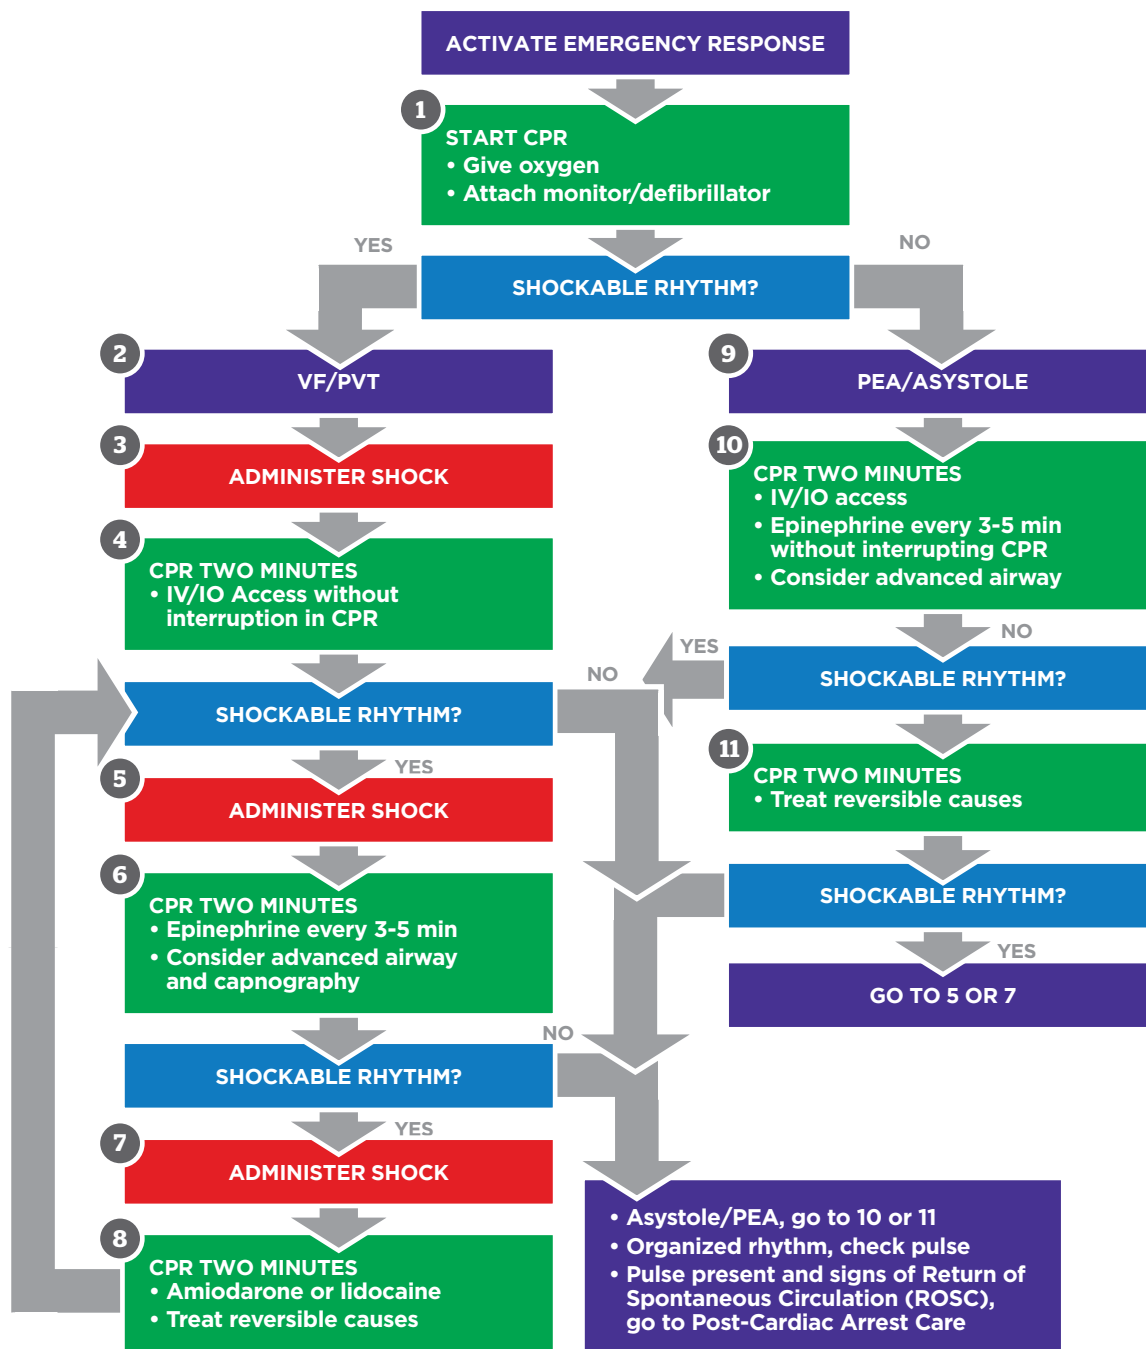 ACTIVATE EMERGENCY RESPONSE
1
START CPR
• Give oxygen
• Attach monitor/defibrillator
YES
NO
SHOCKABLE RHYTHM?
2
VF/PVT
3
ADMINISTER SHOCK
4
CPR TWO MINUTES
• IV/IO Access without
interruption in CPR
SHOCKABLE RHYTHM?
NO
YES
5
ADMINISTER SHOCK
6
CPR TWO MINUTES
• Epinephrine every 3-5 min
• Consider advanced airway
and capnography
NO
SHOCKABLE RHYTHM?
YES
7
ADMINISTER SHOCK
8
CPR TWO MINUTES
• Amiodarone or lidocaine
• Treat reversible causes
9
PEA/ASYSTOLE
10
CPR TWO MINUTES
• IV/IO access
• Epinephrine every 3-5 min
without interrupting CPR
• Consider advanced airway
NO
YES
SHOCKABLE RHYTHM?
11
CPR TWO MINUTES
• Treat reversible causes
SHOCKABLE RHYTHM?
YES
GO TO 5 OR 7
• Asystole/PEA, go to 10 or 11
• Organized rhythm, check pulse
• Pulse present and signs of Return of
Spontaneous Circulation (ROSC),
go to Post-Cardiac Arrest Care